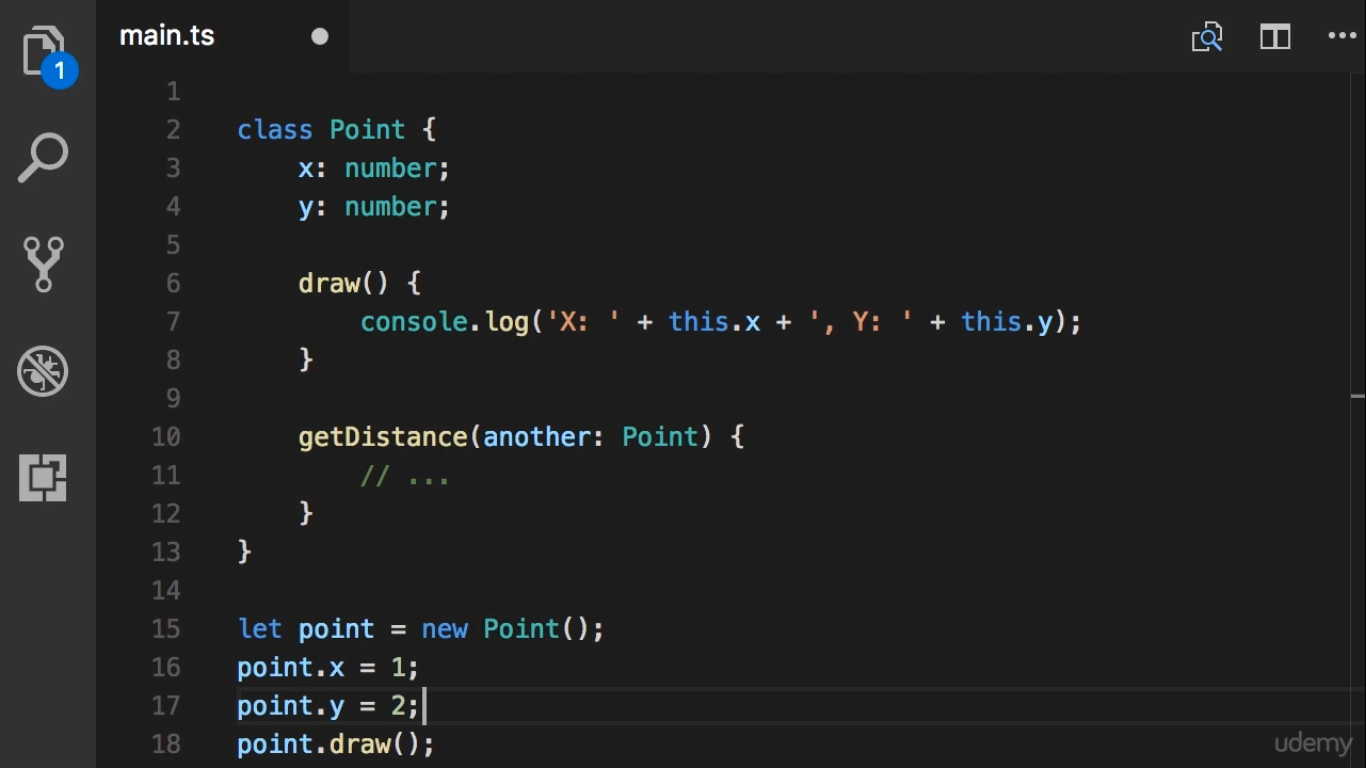 main.ts
1
1
2 class Point {
3 x: number;
4 y: number;
5
6 draw() {
7 console.log('X: ' + this.x + ', Y: ' + this.y);
8 }
9
10 getDistance(another: Point) {
11 // ...
12 }
13 }
14
15 let point = new Point();
16 point.x = 1;
17 point.y = 2;
18 point.draw();
udemy